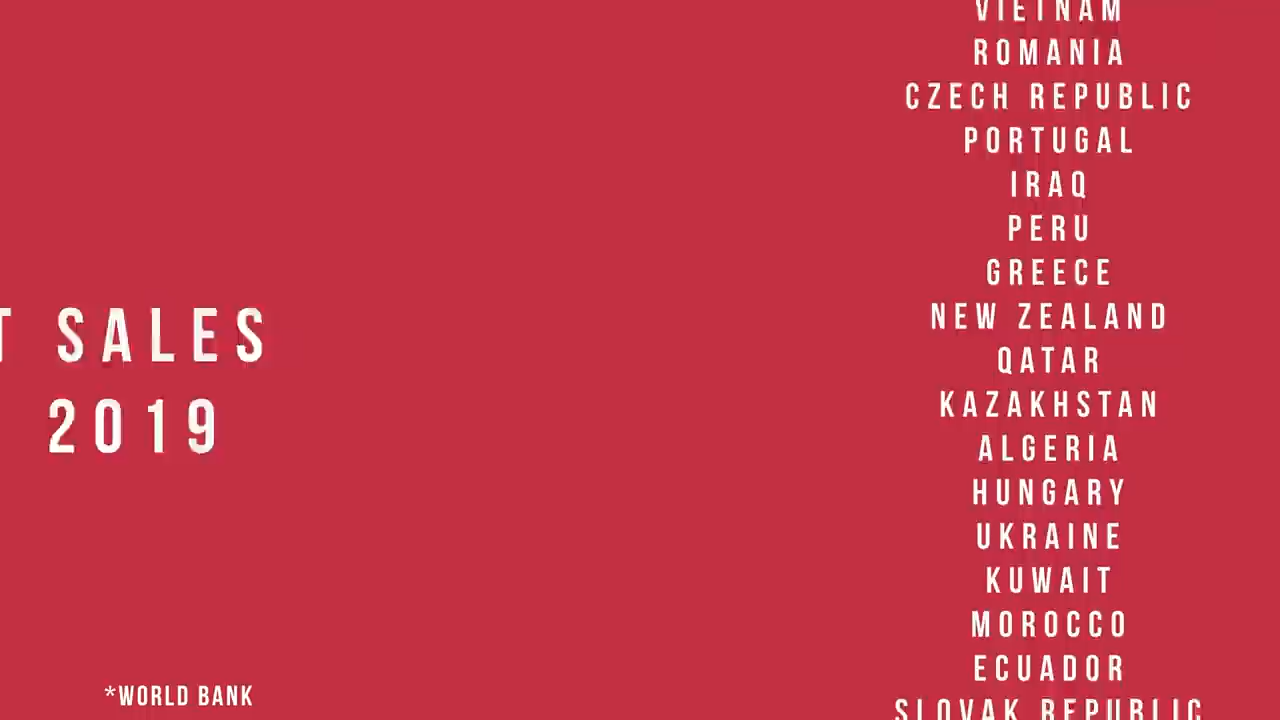 T SALES
2019
*WORLD BANK
VIETNAM
ROMANIA
CZECH REPUBLIC
PORTUGAL
IRAQ
PERU
GREECE
NEW ZEALAND
QATAR
KAZAKHSTAN
ALGERIA
HUNGARY
UKRAINE
KUWAIT
MOROCCO
ECUADOR
SLOVAK REPUBLIC